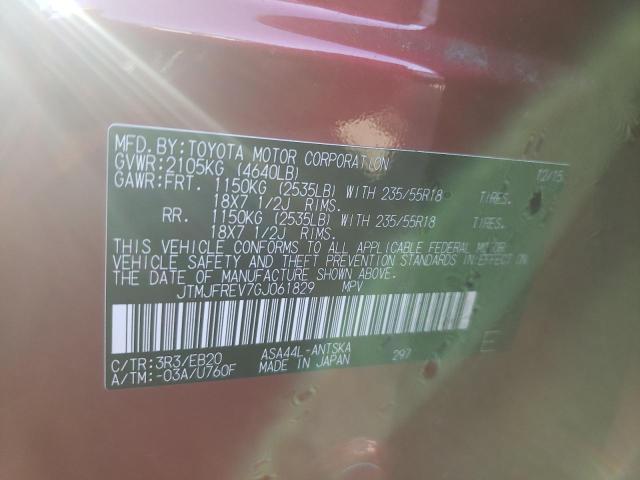 MFD.BY:TOYOTA MOTOR CORPORATION 12/15
GVWR:2105KG (4640LB)
GAWR:FRT. 1150KG (2535LB) WITH 235/55R18 TIRES,
18X7 1/2J RIMS.
RR. 1150KG (2535LB) WITH 235/55R18 TIRES,
18X7 1/2J RIMS.
THIS VEHICLE CONFORMS TO ALL APPLICABLE FEDERAL MOTOR
VEHICLE SAFETY AND THEFT PREVENTION STANDARDS IN EFFECT ON
THE DATE OF MANUFACTURE SHOWN ABOVE.
JTMJFREV7GJ061829 MPV
C/TR:3R3/EB20 ASA44L-ANTSKA 297 E
A/TM:-03A/U760F MADE IN JAPAN